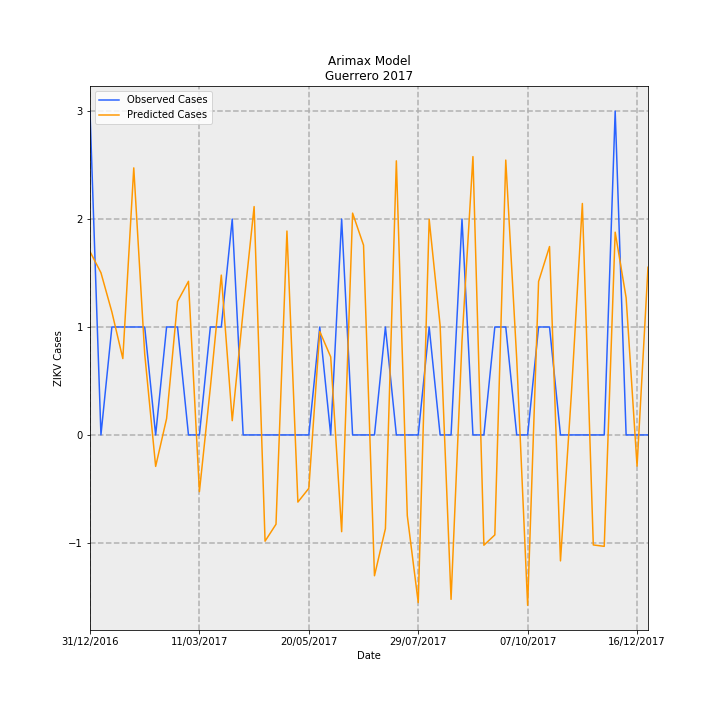 Arimax Model
Guerrero 2017
Observed Cases
Predicted Cases
3
2
1
0
−1
ZIKV Cases
31/12/2016
11/03/2017
20/05/2017
29/07/2017
07/10/2017
16/12/2017
Date